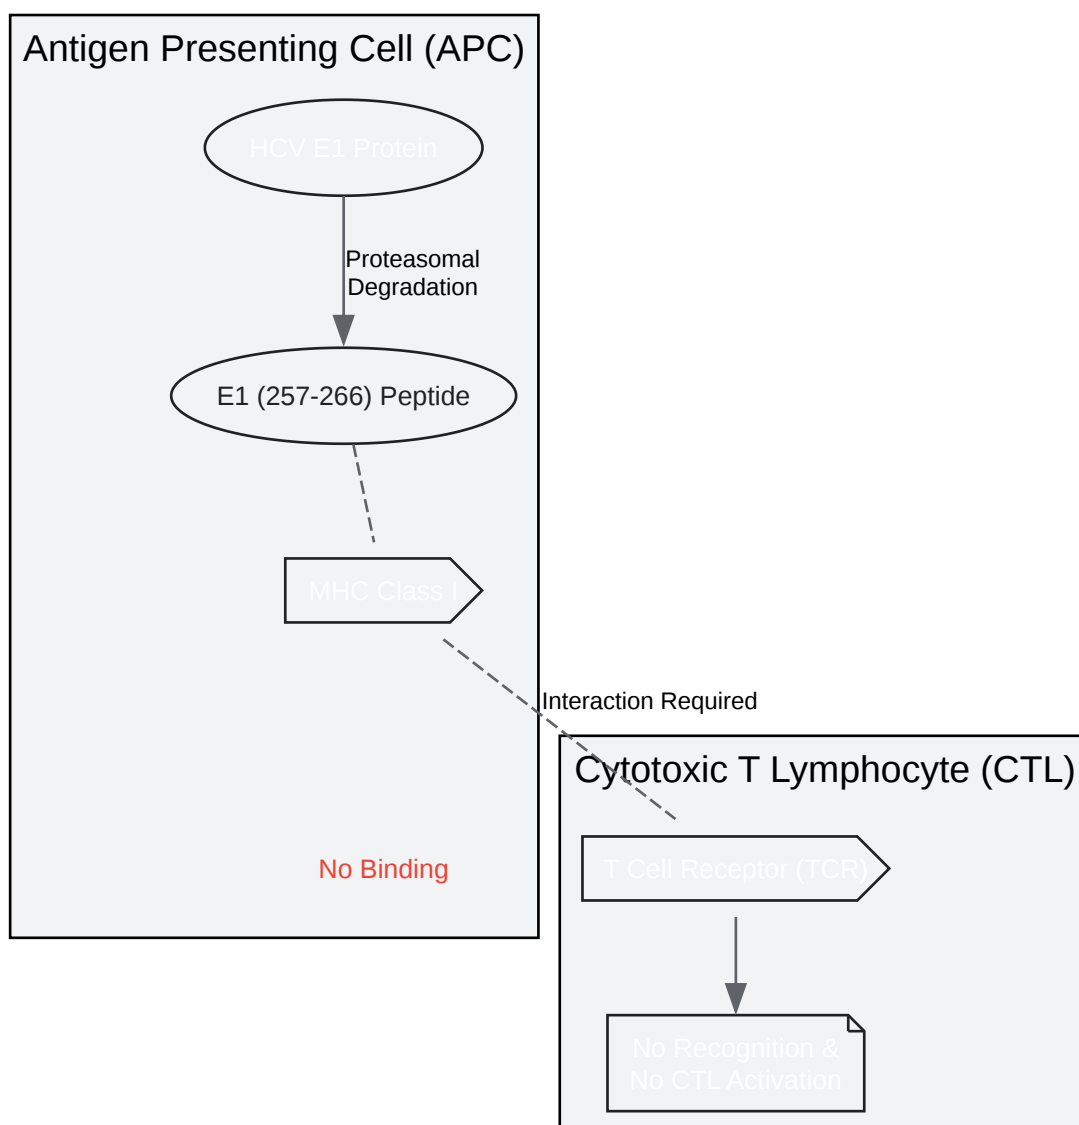 Antigen Presenting Cell (APC)
HCV E1 Protein
Proteasomal
Degradation
E1 (257-266) Peptide
MHC Class I
Interaction Required
Cytotoxic T Lymphocyte (CTL)
No Binding
T Cell Receptor (TCR)
No Recognition &
No CTL Activation